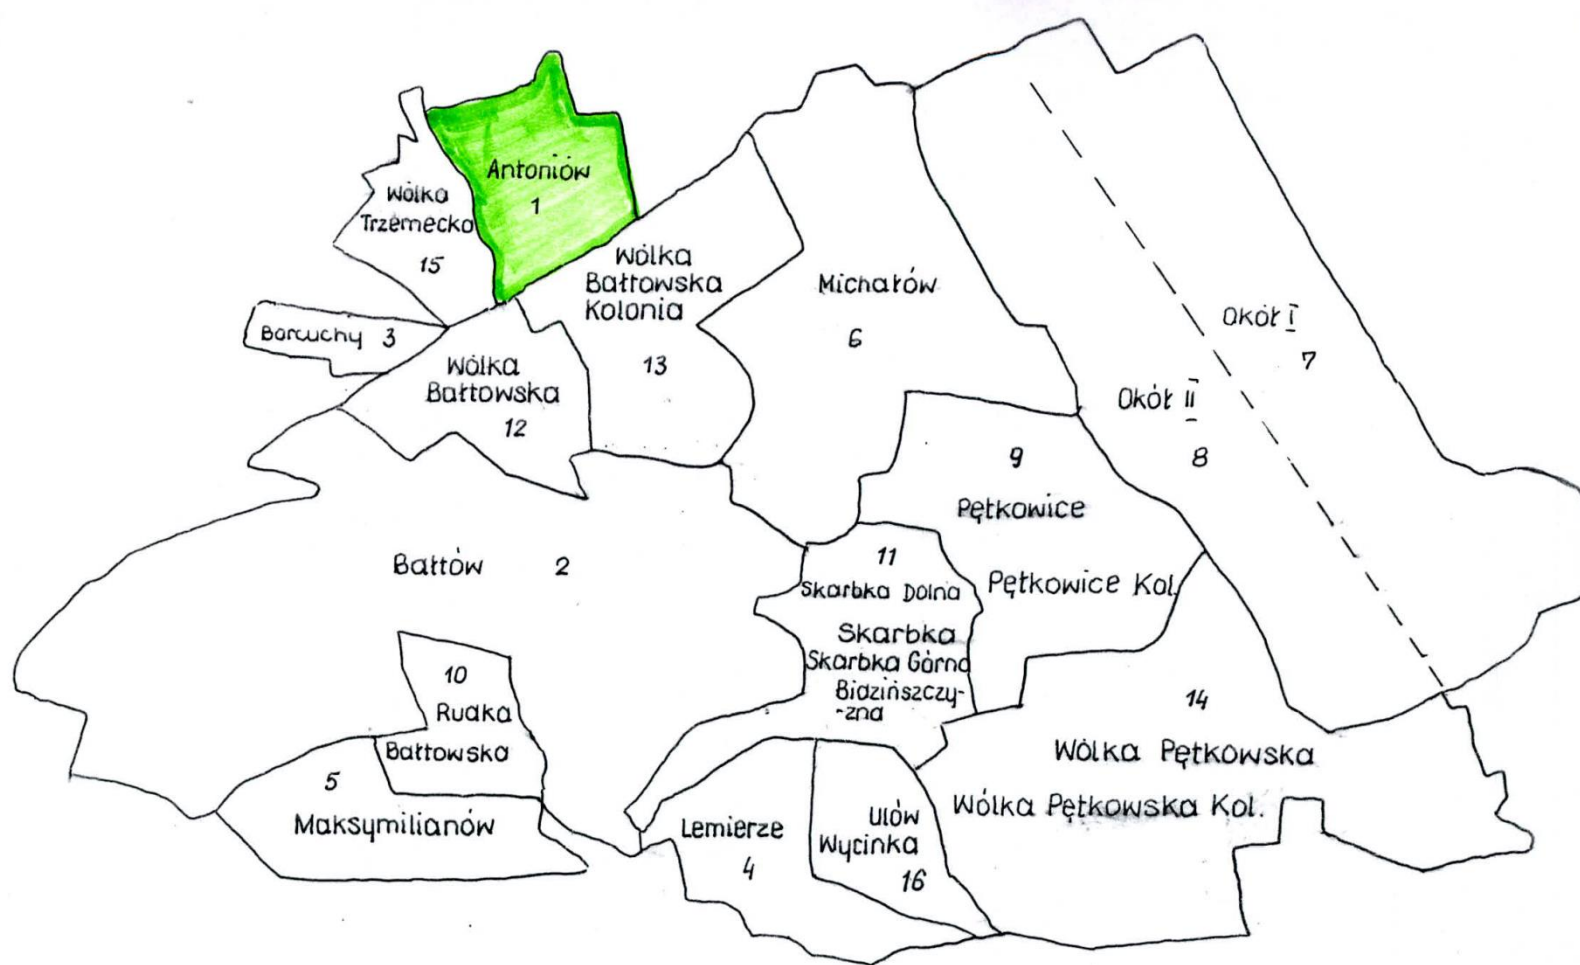 Antoniów
1
Wólka
Trzemecka
15
Borcuchy 3
Wólka
Bałtowska
12
Wólka
Bałtowska
Kolonia
13
Michałów
6
Okół I
7
Okół II
8
9
Pętkowice
Pętkowice Kol.
11
Skarbka Dolna
Skarbka
Skarbka Górna
Bidzińszczy-
-zna
Bałtów 2
10
Rudka
Bałtowska
5
Maksymilianów
Lemierze
4
Ulów
Wycinka
16
14
Wólka Pętkowska
Wólka Pętkowska Kol.